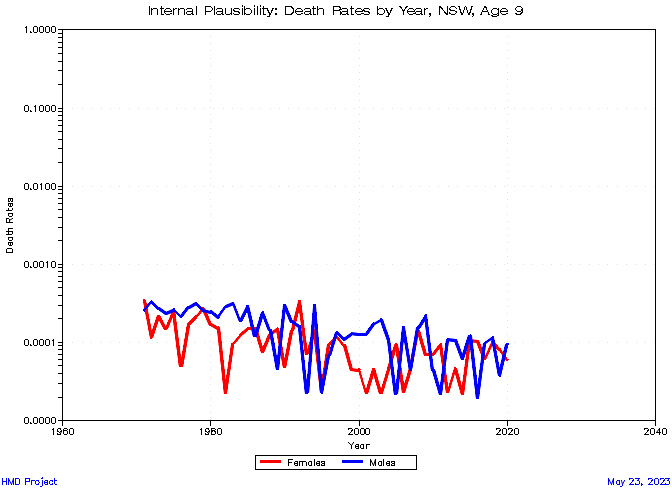 Internal Plausibility: Death Rates by Year, NSW, Age 9
1.0000
0.1000
0.0100
0.0010
0.0001
0.0000
Death Rates
1960
1980
2000
2020
2040
Year
Females
Males
HMD Project
May 23, 2023